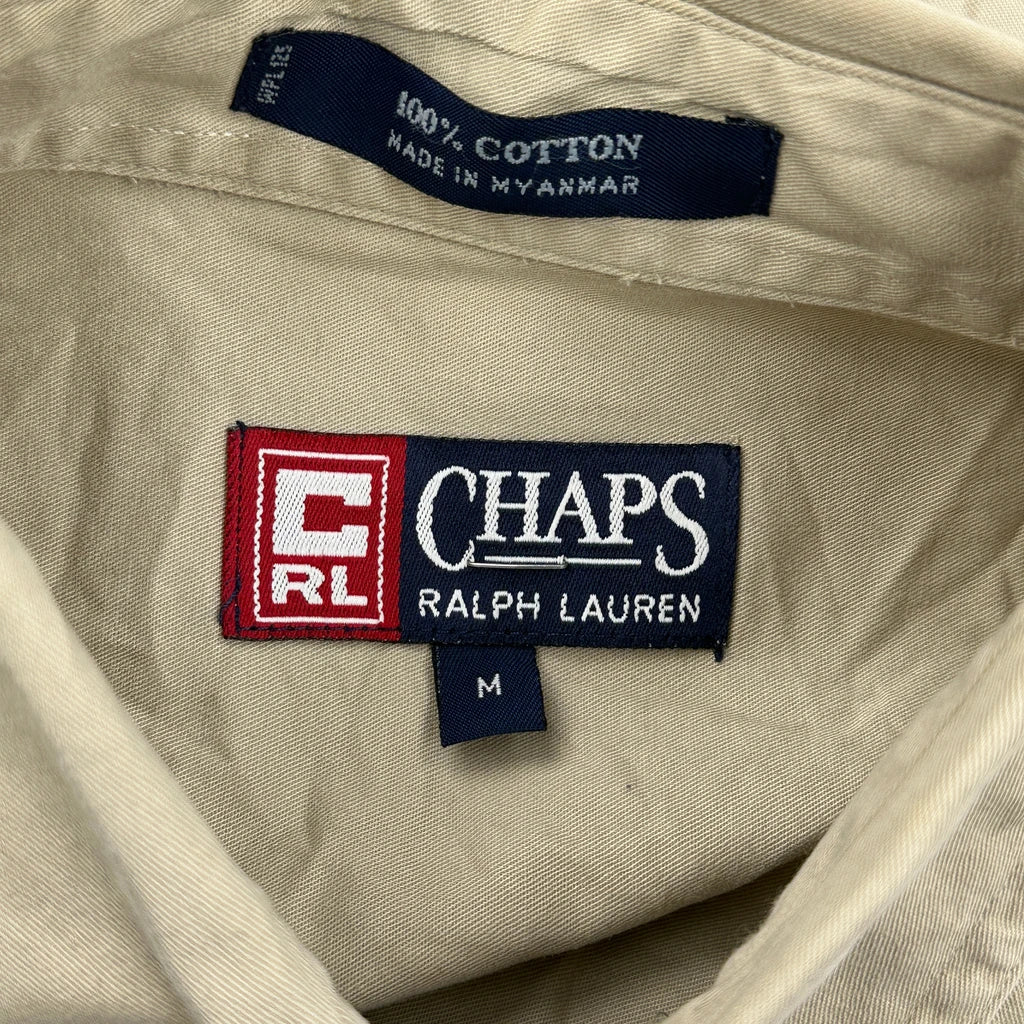 100% COTTON
MADE IN MYANMAR
C
RL
CHAPS
RALPH LAUREN
M